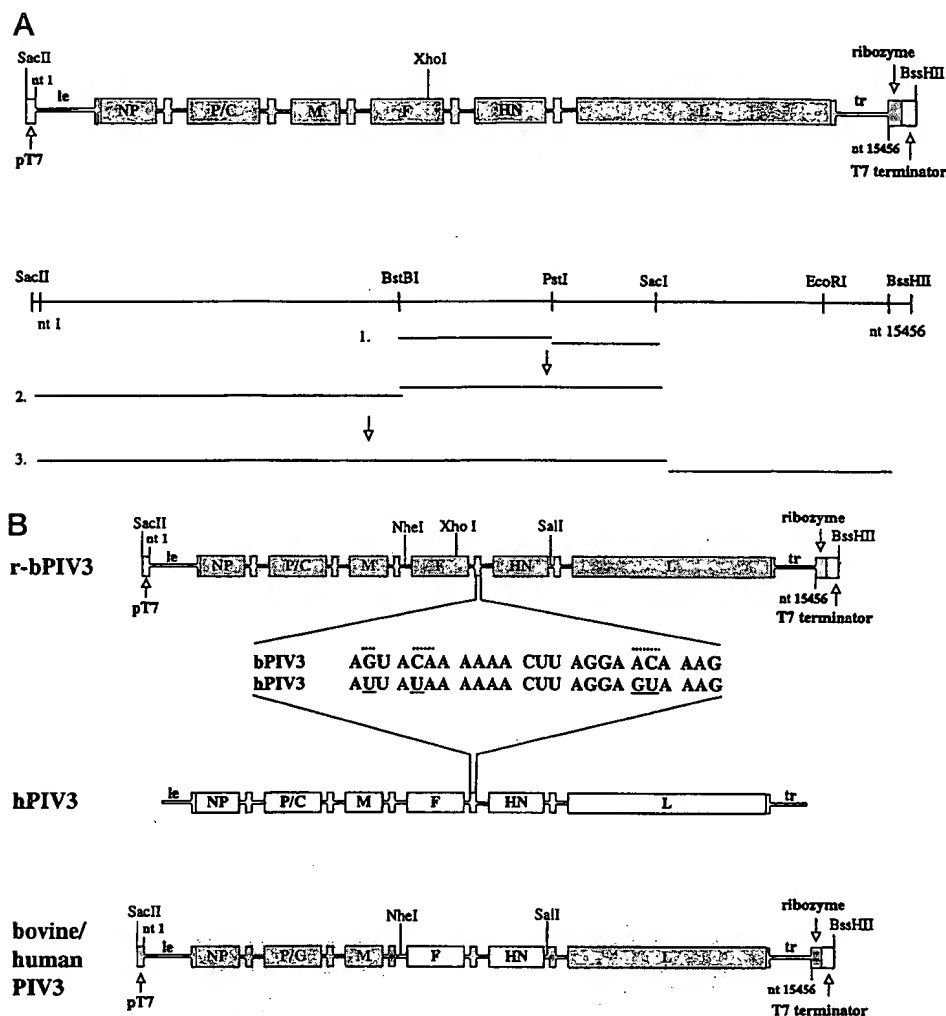 A
SacII
nt 1
le
XhoI
ribozyme
BssHII
NP P/C M F HN L
tr
pT7
nt 15456
T7 terminator
SacII BstBI PstI SacI EcoRI BssHII
nt 1
nt 15456
1.
2.
3.
B
SacII
nt 1
le
NheI Xho I SalI
ribozyme
BssHII
r-bPIV3
NP P/C M F HN L
tr
pT7
nt 15456
T7 terminator
bPIV3 AGU ACAA AAAA CUU AGGA ACA AAG
hPIV3 AUU AUAA AAAA CUU AGGA GUA AAG
hPIV3
le
NP P/C M F HN L
tr
bovine/
human
PIV3
SacII
nt 1
le
NheI SalI
ribozyme
BssHII
NP P/G M F HN L
tr
pT7
nt 15456
T7 terminator